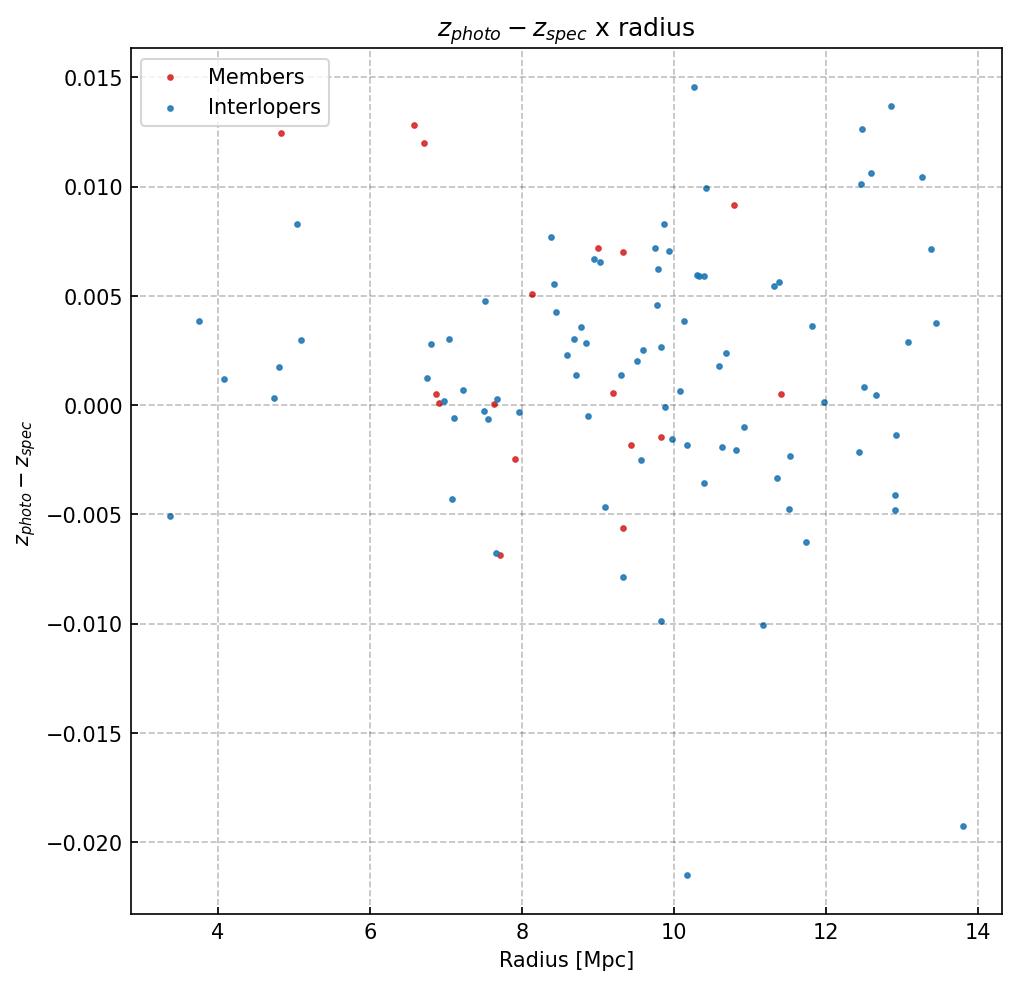 z_photo − z_spec x radius
Members
Interlopers
0.015
0.010
0.005
0.000
−0.005
−0.010
−0.015
−0.020
z_photo − z_spec
4 6 8 10 12 14
Radius [Mpc]